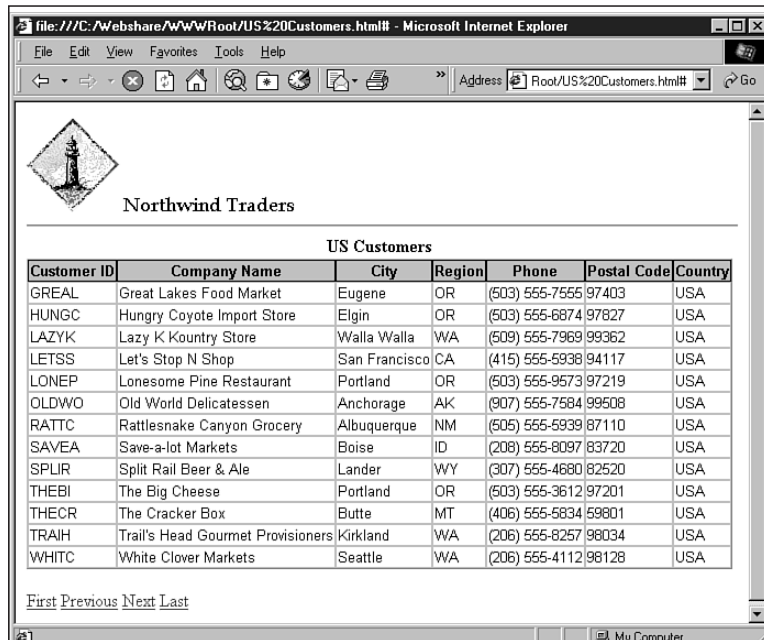 file:///C:/Webshare/WWWRoot/US%20Customers.html# - Microsoft Internet Explorer
File Edit View Favorites Tools Help
» Address Root/US%20Customers.html# Go
Northwind Traders
US Customers
Customer ID Company Name City Region Phone Postal Code Country
GREAL Great Lakes Food Market Eugene OR (503) 555-7555 97403 USA
HUNGC Hungry Coyote Import Store Elgin OR (503) 555-6874 97827 USA
LAZYK Lazy K Kountry Store Walla Walla WA (509) 555-7969 99362 USA
LETSS Let's Stop N Shop San Francisco CA (415) 555-5938 94117 USA
LONEP Lonesome Pine Restaurant Portland OR (503) 555-9573 97219 USA
OLDWO Old World Delicatessen Anchorage AK (907) 555-7584 99508 USA
RATTC Rattlesnake Canyon Grocery Albuquerque NM (505) 555-5939 87110 USA
SAVEA Save-a-lot Markets Boise ID (208) 555-8097 83720 USA
SPLIR Split Rail Beer & Ale Lander WY (307) 555-4680 82520 USA
THEBI The Big Cheese Portland OR (503) 555-3612 97201 USA
THECR The Cracker Box Butte MT (406) 555-5834 59801 USA
TRAIH Trail's Head Gourmet Provisioners Kirkland WA (206) 555-8257 98034 USA
WHITC White Clover Markets Seattle WA (206) 555-4112 98128 USA
First Previous Next Last
My Computer